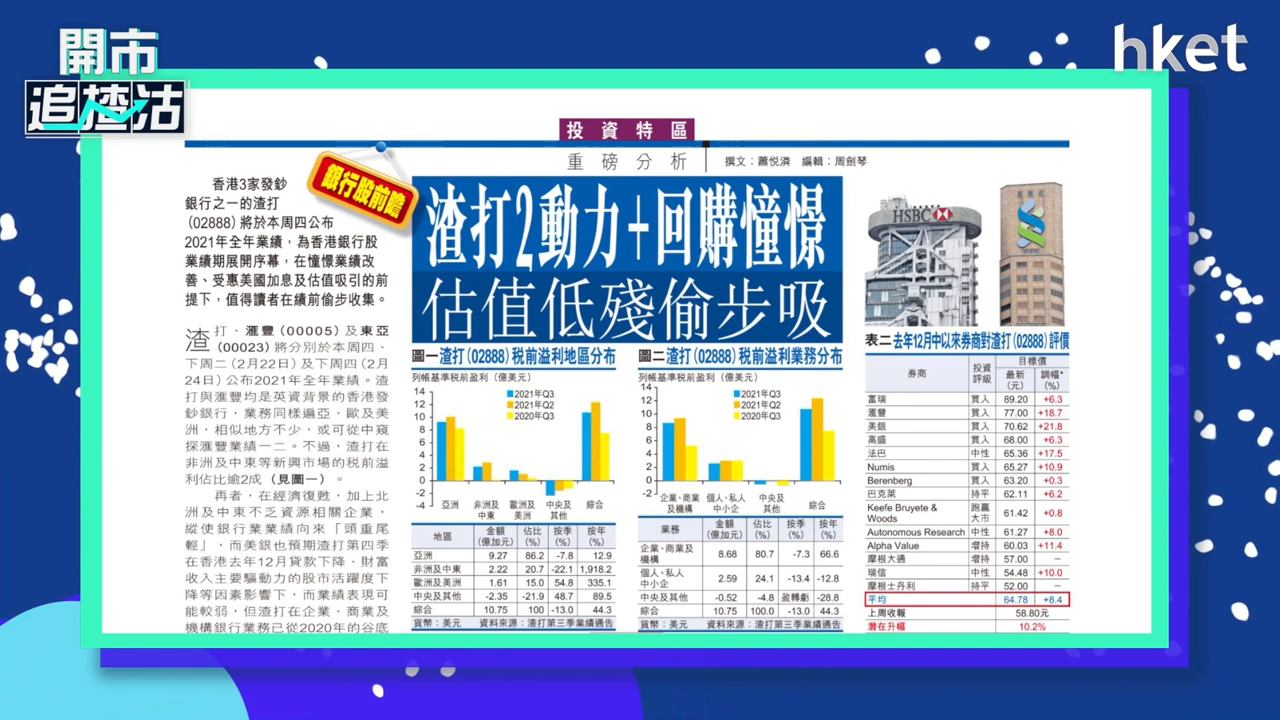 開市
追揸沽
hket
投資特區
重磅分析
撰文：蕭悦潾 編輯：周劍琴
銀行股前瞻
香港3家發鈔
銀行之一的渣打
(02888) 將於本周四公布
2021年全年業績，為香港銀行股
業績期展開序幕，在憧憬業績改
善、受惠美國加息及估值吸引的前
提下，值得讀者在績前偷步收集。
渣打、滙豐 (00005) 及東亞
(00023) 將分別於本周四、
下周二 (2月22日) 及下周四 (2月
24日) 公布2021年全年業績。渣
打與滙豐均是英資背景的香港發
鈔銀行，業務同樣遍亞、歐及美
洲，相似地方不少，或可從中窺
探滙豐業績一二。不過，渣打在
非洲及中東等新興市場的税前溢
利佔比逾2成 (見圖一)。
再者，在經濟復甦，加上北
洲及中東不乏資源相關企業，
縱使銀行業業績向來「頭重尾
輕」，而美銀也預期渣打第四季
在香港去年12月貸款下降、財富
收入主要驅動力的股市活躍度下
降等因素影響下，而業績表現可
能較弱，但渣打在企業、商業及
機構銀行業務已從2020年的谷底
渣打2動力+回購憧憬
估值低殘偷步吸
圖一 渣打 (02888) 税前溢利地區分布
列帳基準税前盈利（億美元）
2021年Q3
2021年Q2
2020年Q3
14
12
10
8
6
4
2
0
-2
-4
亞洲 非洲及中東 歐洲及美洲 中央及其他 綜合
地區 金額(億加元) 佔比(%) 按季(%) 按年(%)
亞洲 9.27 86.2 -7.8 12.9
非洲及中東 2.22 20.7 -22.1 1,918.2
歐洲及美洲 1.61 15.0 54.8 335.1
中央及其他 -2.35 -21.9 48.7 89.5
綜合 10.75 100 -13.0 44.3
貨幣：美元 資料來源：渣打第三季業績通告
圖二 渣打 (02888) 税前溢利業務分布
列帳基準税前盈利（億美元）
2021年Q3
2021年Q2
2020年Q3
14
12
10
8
6
4
2
0
-2
企業、商業及機構 個人、私人中小企 中央及其他 綜合
業務 金額(億加元) 佔比(%) 按季(%) 按年(%)
企業、商業及機構 8.68 80.7 -7.3 66.6
個人、私人中小企 2.59 24.1 -13.4 -12.8
中央及其他 -0.52 -4.8 盈轉虧 -28.8
綜合 10.75 100.0 -13.0 44.3
貨幣：美元 資料來源：渣打第三季業績通告
HSBC
表二 去年12月中以來券商對渣打 (02888) 評價
券商 投資評級 目標價 最新(元) 調幅*(%)
富瑞 買入 89.20 +6.3
滙豐 買入 77.00 +18.7
美銀 買入 70.62 +21.8
高盛 買入 68.00 +6.3
法巴 中性 65.36 +17.5
Numis 買入 65.27 +10.9
Berenberg 買入 63.20 +0.3
巴克萊 持平 62.11 +6.2
Keefe Bruyete & Woods 跑贏大市 61.42 +0.8
Autonomous Research 中性 61.27 +8.0
Alpha Value 增持 60.03 +11.4
摩根大通 增持 57.00 –
瑞信 中性 54.48 +10.0
摩根士丹利 持平 52.00 –
平均 64.78 +8.4
上周收報 58.80元
潛在升幅 10.2%